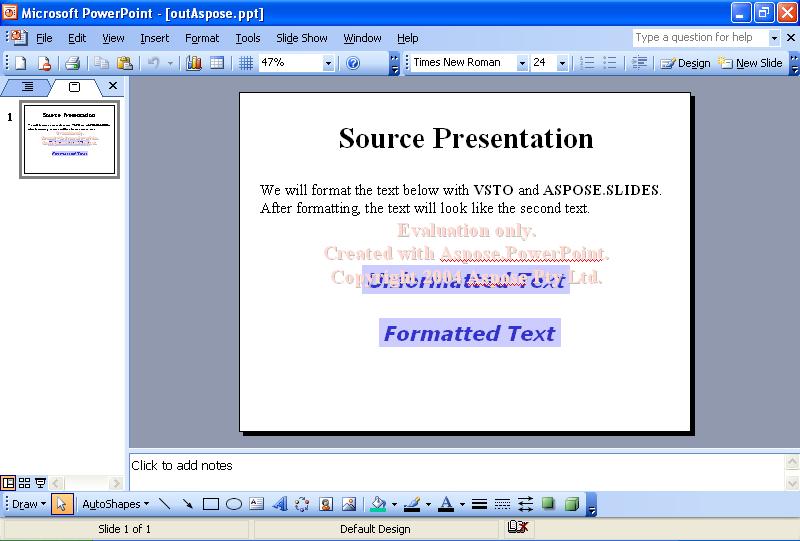 Microsoft PowerPoint - [outAspose.ppt]
File Edit View Insert Format Tools Slide Show Window Help Type a question for help
47% Times New Roman 24 Design New Slide
1
Source Presentation
We will format the text below with VSTO and ASPOSE.SLIDES.
After formatting, the text will look like the second text.
Evaluation only.
Created with Aspose.PowerPoint.
Copyright 2004 Aspose Pty Ltd.
Unformatted Text
Formatted Text
Source Presentation
Formatted Text
Click to add notes
Draw AutoShapes
Slide 1 of 1 Default Design